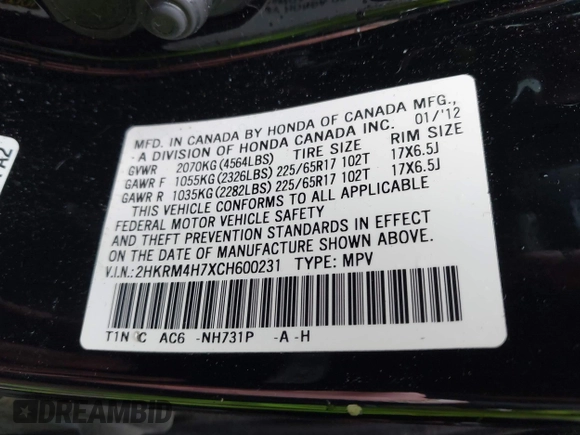 MFD. IN CANADA BY HONDA OF CANADA MFG.,
A DIVISION OF HONDA CANADA INC. 01/'12
GVWR 2070KG(4564LBS) TIRE SIZE RIM SIZE
GAWR F 1055KG(2326LBS) 225/65R17 102T 17X6.5J
GAWR R 1035KG(2282LBS) 225/65R17 102T 17X6.5J
THIS VEHICLE CONFORMS TO ALL APPLICABLE
FEDERAL MOTOR VEHICLE SAFETY
AND THEFT PREVENTION STANDARDS IN EFFECT
ON THE DATE OF MANUFACTURE SHOWN ABOVE.
V.I.N.:2HKRM4H7XCH600231 TYPE: MPV
T1N C AC6 -NH731P -A -H
A2
DREAMBID